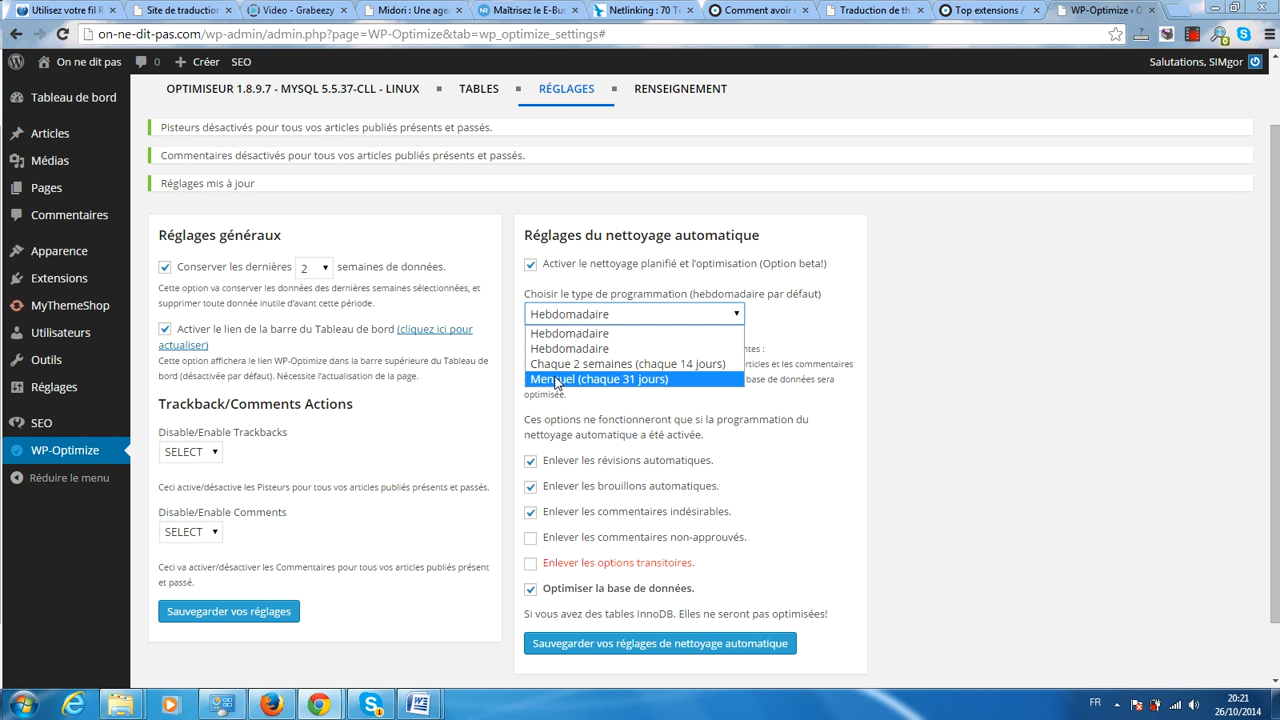 Utilisez votre fil R
Site de traduction
Video - Grabeezy
Midori : Une age
Maîtrisez le E-Bus
Netlinking : 70 Te
Comment avoir
Traduction de th
Top extensions /
WP-Optimize ‹ O
on-ne-dit-pas.com/wp-admin/admin.php?page=WP-Optimize&tab=wp_optimize_settings#
On ne dit pas 0 Créer SEO Salutations, SIMgor
Tableau de bord
Articles
Médias
Pages
Commentaires
Apparence
Extensions
MyThemeShop
Utilisateurs
Outils
Réglages
SEO
WP-Optimize
Réduire le menu
OPTIMISEUR 1.8.9.7 - MYSQL 5.5.37-CLL - LINUX TABLES RÉGLAGES RENSEIGNEMENT
Pisteurs désactivés pour tous vos articles publiés présents et passés.
Commentaires désactivés pour tous vos articles publiés présents et passés.
Réglages mis à jour
Réglages généraux
Conserver les dernières 2 semaines de données.
Cette option va conserver les données des dernières semaines sélectionnées, et
supprimer toute donnée inutile d'avant cette période.
Activer le lien de la barre du Tableau de bord (cliquez ici pour
actualiser)
Cette option affichera le lien WP-Optimize dans la barre supérieure du Tableau de
bord (désactivée par défaut). Nécessite l'actualisation de la page.
Trackback/Comments Actions
Disable/Enable Trackbacks
SELECT
Ceci active/désactive les Pisteurs pour tous vos articles publiés présents et passés.
Disable/Enable Comments
SELECT
Ceci va activer/désactiver les Commentaires pour tous vos articles publiés présent
et passé.
Sauvegarder vos réglages
Réglages du nettoyage automatique
Activer le nettoyage planifié et l'optimisation (Option beta!)
Choisir le type de programmation (hebdomadaire par défaut)
Hebdomadaire
Hebdomadaire
Hebdomadaire
Chaque 2 semaines (chaque 14 jours)
Mensuel (chaque 31 jours)
ntes :
articles et les commentaires
base de données sera
optimisée.
Ces options ne fonctionneront que si la programmation du
nettoyage automatique a été activée.
Enlever les révisions automatiques.
Enlever les brouillons automatiques.
Enlever les commentaires indésirables.
Enlever les commentaires non-approuvés.
Enlever les options transitoires.
Optimiser la base de données.
Si vous avez des tables InnoDB. Elles ne seront pas optimisées!
Sauvegarder vos réglages de nettoyage automatique
FR
20:21
26/10/2014